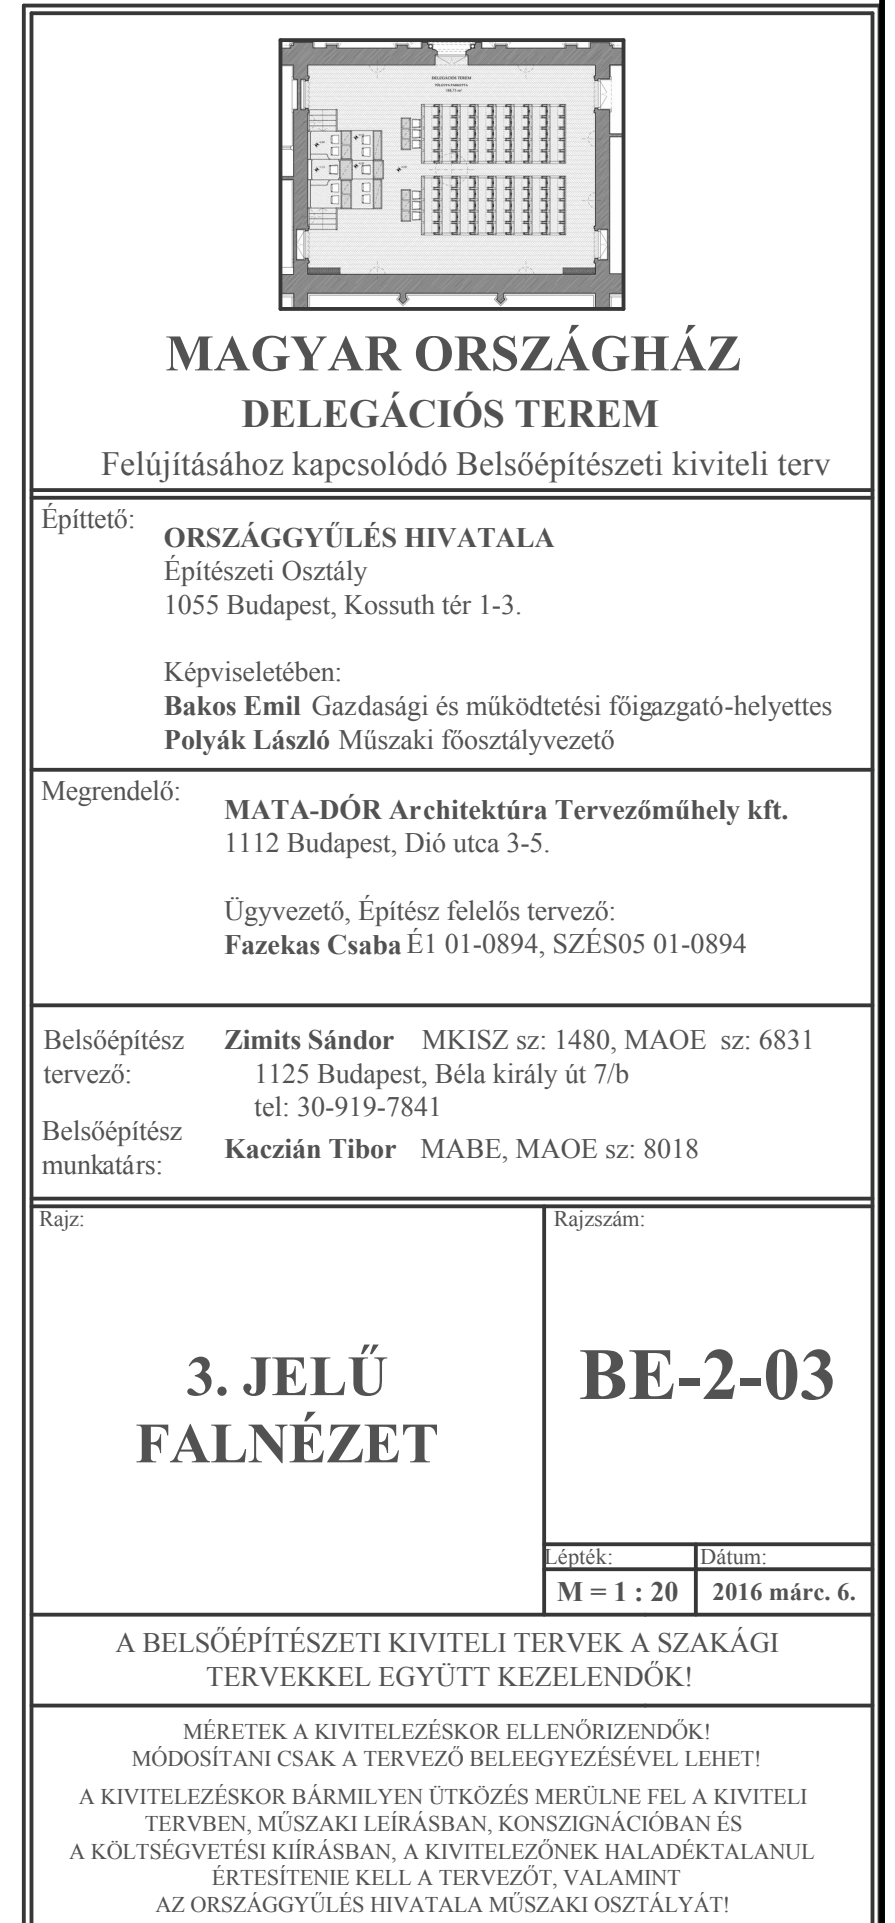 DELEGÁCIÓS TEREM
MAGYAR ORSZÁGHÁZ
DELEGÁCIÓS TEREM
Felújításához kapcsolódó Belsőépítészeti kiviteli terv
Építtető:
ORSZÁGGYŰLÉS HIVATALA
Építészeti Osztály
1055 Budapest, Kossuth tér 1-3.
Képviseletében:
Bakos Emil Gazdasági és működtetési főigazgató-helyettes
Polyák László Műszaki főosztályvezető
Megrendelő:
MATA-DÓR Architektúra Tervezőműhely kft.
1112 Budapest, Dió utca 3-5.
Ügyvezető, Építész felelős tervező:
Fazekas Csaba É1 01-0894, SZÉS05 01-0894
Belsőépítész tervező:
Zimits Sándor MKISZ sz: 1480, MAOE sz: 6831
1125 Budapest, Béla király út 7/b
tel: 30-919-7841
Belsőépítész munkatárs:
Kaczián Tibor MABE, MAOE sz: 8018
Rajz:
3. JELŰ
FALNÉZET
Rajzszám:
BE-2-03
Lépték:
M = 1 : 20
Dátum:
2016 márc. 6.
A BELSŐÉPÍTÉSZETI KIVITELI TERVEK A SZAKÁGI
TERVEKKEL EGYÜTT KEZELENDŐK!
MÉRETEK A KIVITELEZÉSKOR ELLENŐRIZENDŐK!
MÓDOSÍTANI CSAK A TERVEZŐ BELEEGYEZÉSÉVEL LEHET!
A KIVITELEZÉSKOR BÁRMILYEN ÜTKÖZÉS MERÜLNE FEL A KIVITELI
TERVBEN, MŰSZAKI LEÍRÁSBAN, KONSZIGNÁCIÓBAN ÉS
A KÖLTSÉGVETÉSI KIÍRÁSBAN, A KIVITELEZŐNEK HALADÉKTALANUL
ÉRTESÍTENIE KELL A TERVEZŐT, VALAMINT
AZ ORSZÁGGYŰLÉS HIVATALA MŰSZAKI OSZTÁLYÁT!